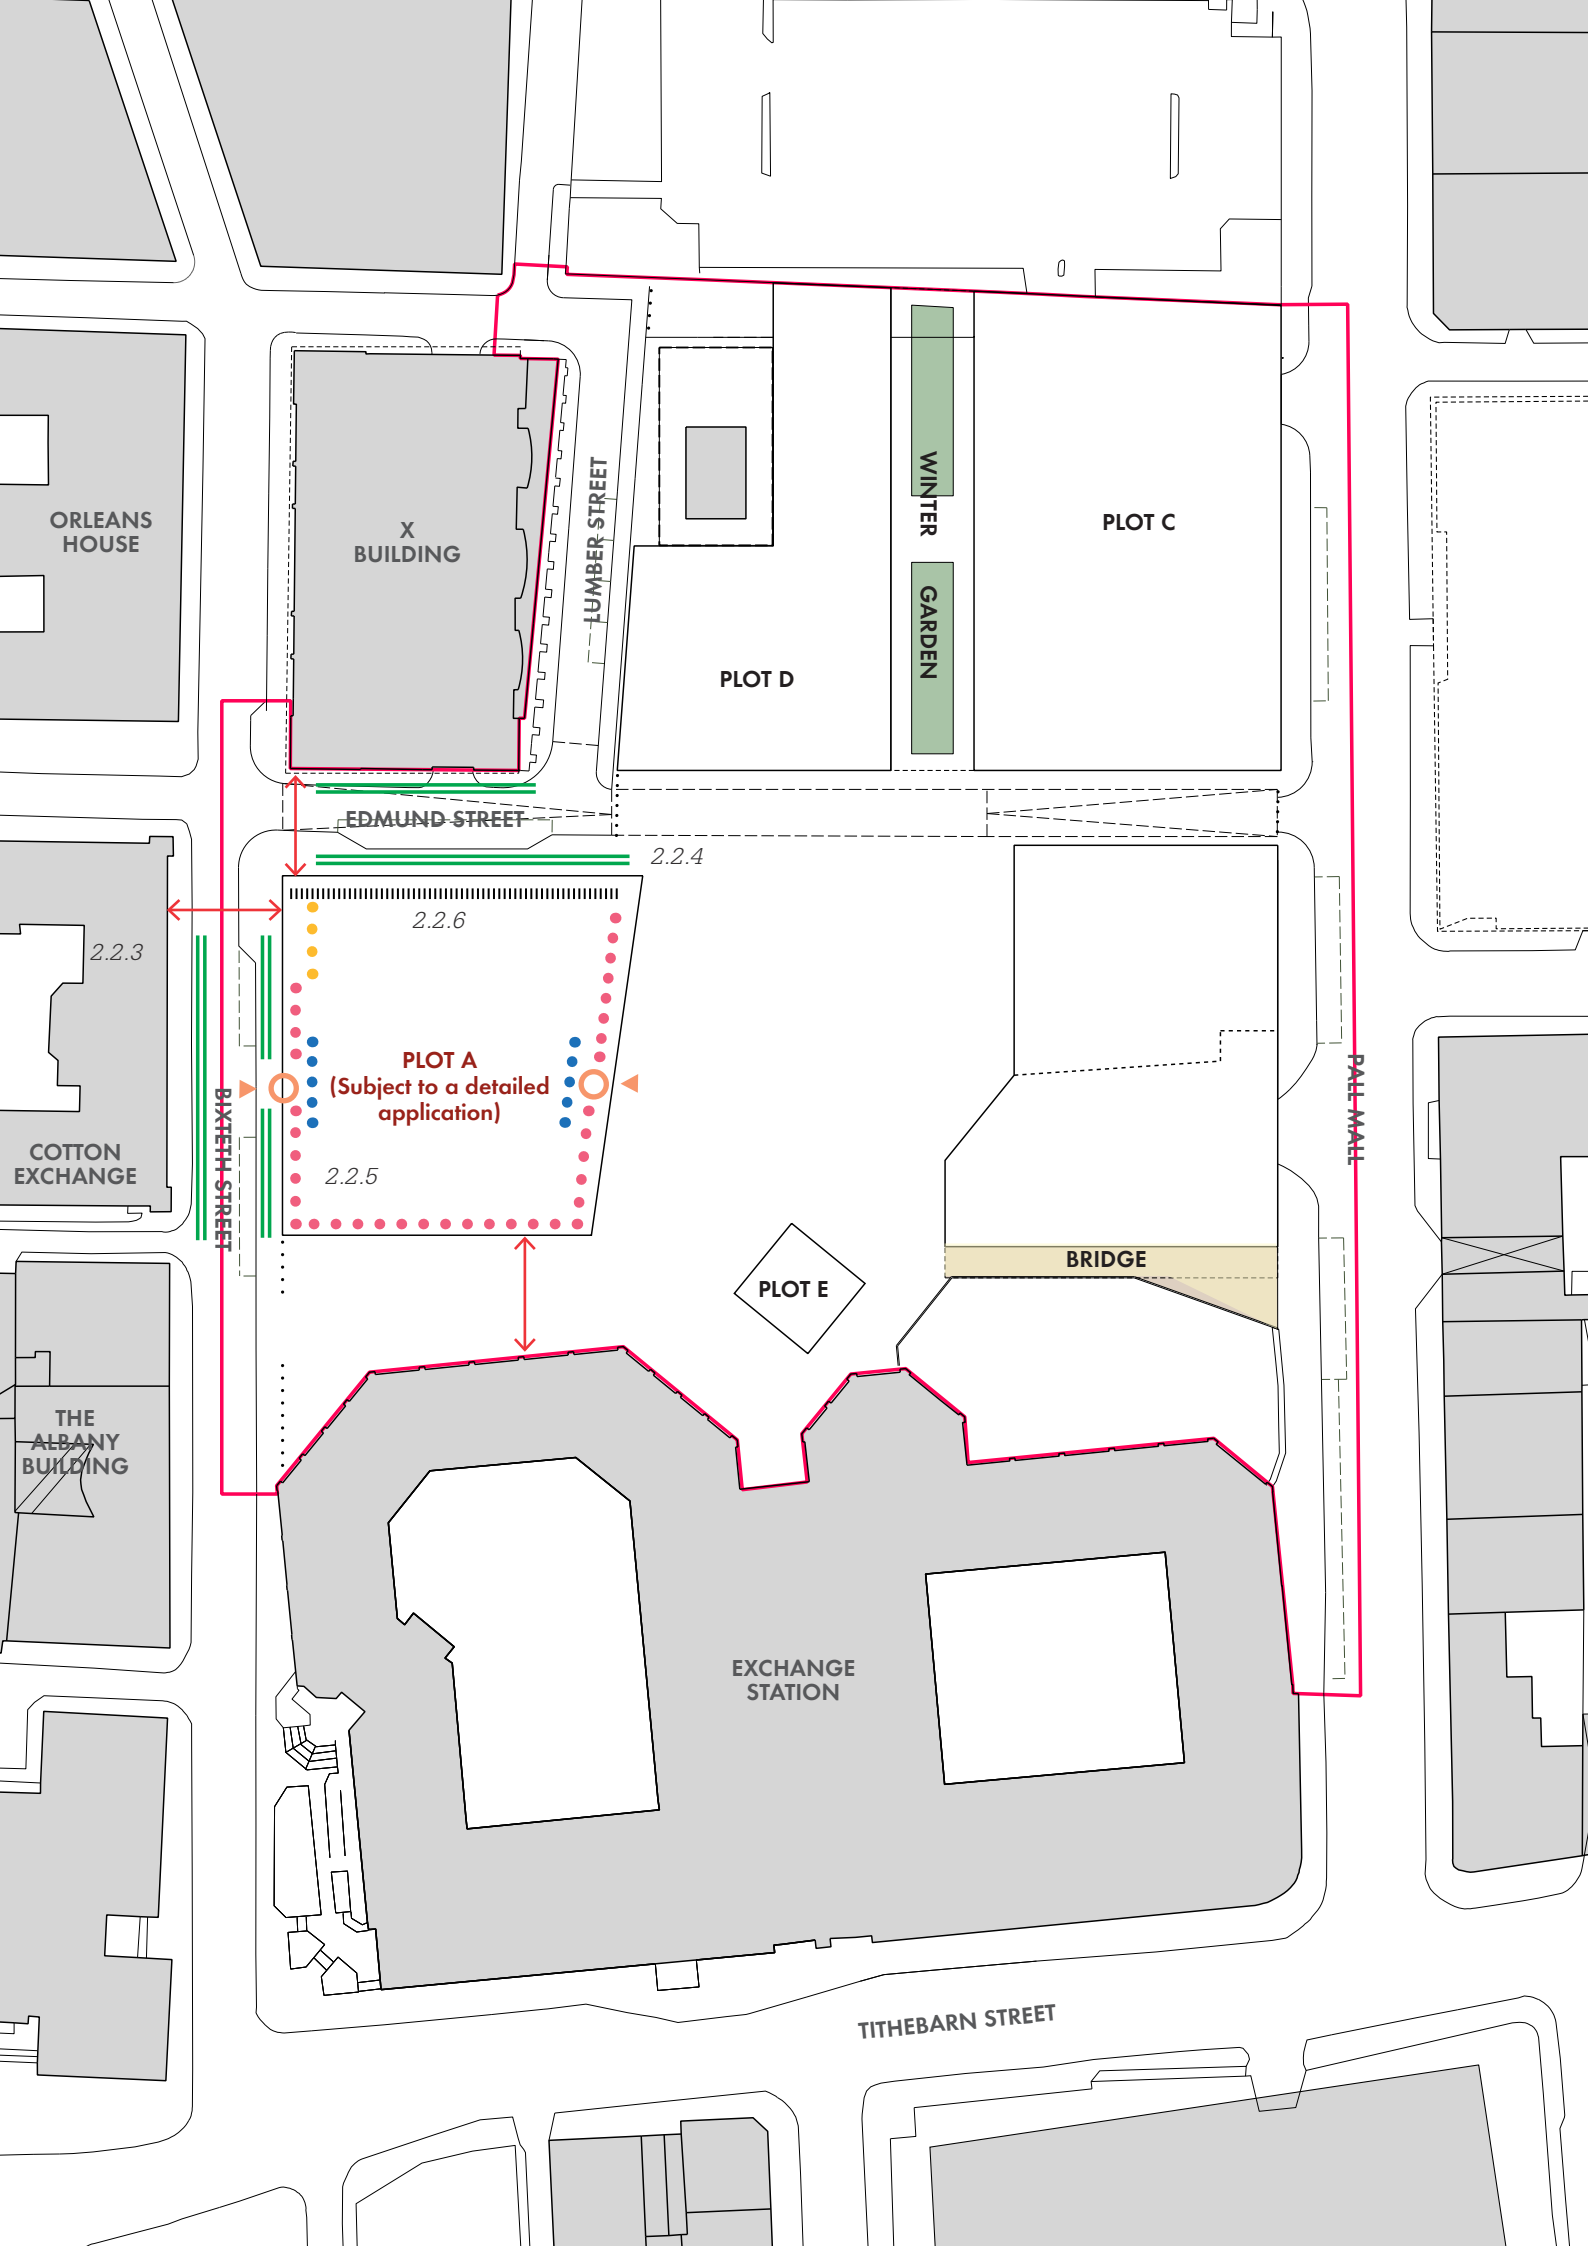 ORLEANS
HOUSE
X
BUILDING
LUMBER STREET
WINTER
GARDEN
PLOT C
PLOT D
EDMUND STREET
2.2.4
2.2.6
2.2.3
PLOT A
(Subject to a detailed
application)
2.2.5
COTTON
EXCHANGE
BIXTETH STREET
PALL MALL
BRIDGE
PLOT E
THE
ALBANY
BUILDING
EXCHANGE
STATION
TITHEBARN STREET